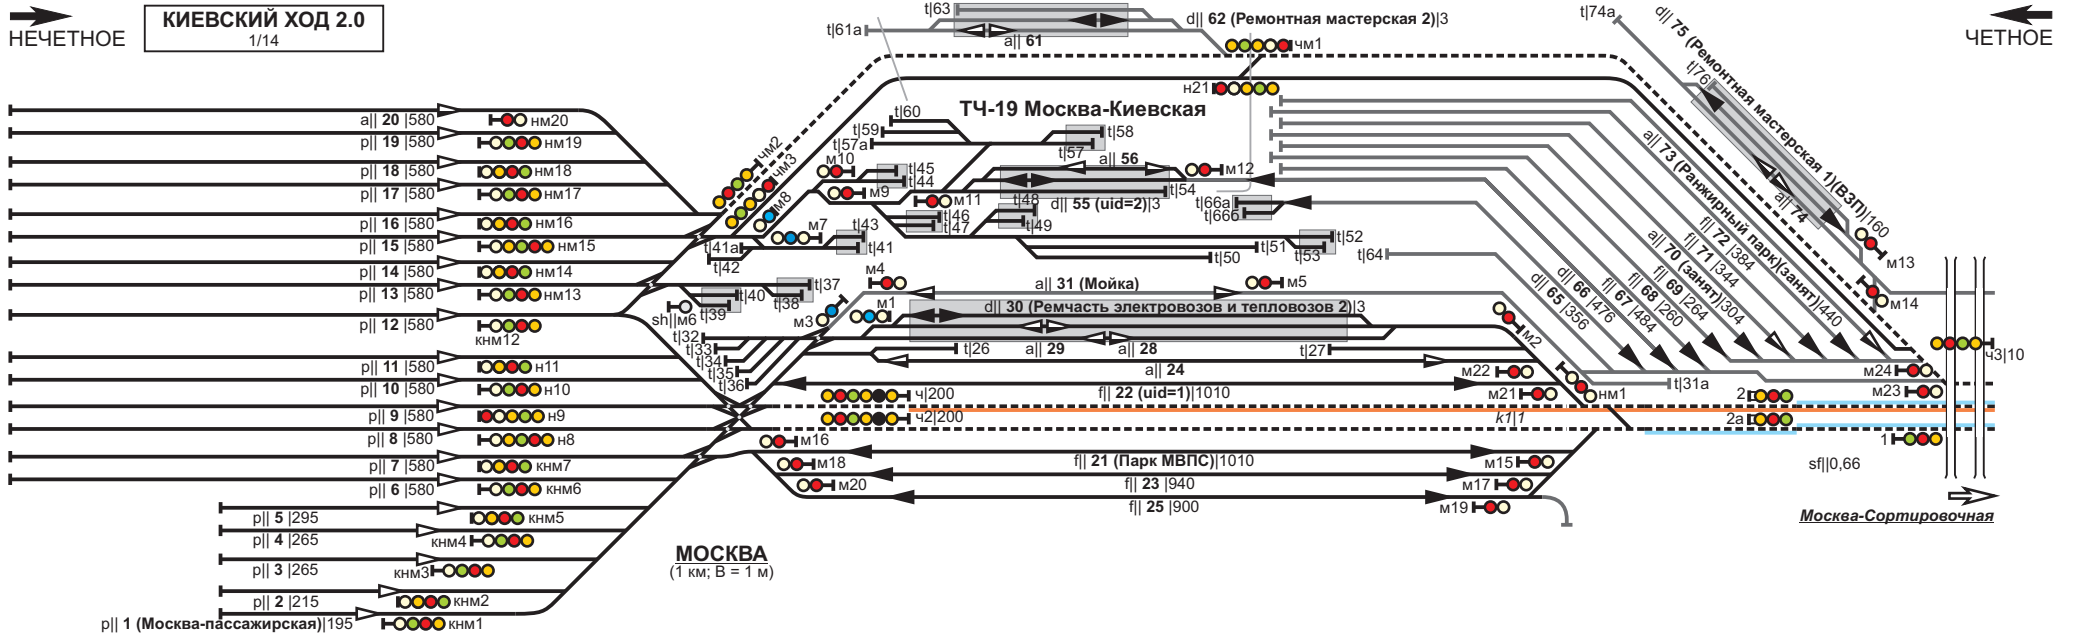 НЕЧЕТНОЕ
КИЕВСКИЙ ХОД 2.0
1/14
ЧЕТНОЕ
t|63
t|61a
a|| 61
d|| 62 (Ремонтная мастерская 2)|3
чм1
н21
t|74a
d|| 75 (Ремонтная мастерская 1)(ВЗП)|160
t|76
a|| 74
ТЧ-19 Москва-Киевская
a|| 20 |580
нм20
p|| 19 |580
нм19
p|| 18 |580
нм18
p|| 17 |580
нм17
p|| 16 |580
нм16
p|| 15 |580
нм15
p|| 14 |580
нм14
p|| 13 |580
нм13
p|| 12 |580
кнм12
p|| 11 |580
н11
p|| 10 |580
н10
p|| 9 |580
н9
p|| 8 |580
н8
p|| 7 |580
кнм7
p|| 6 |580
кнм6
p|| 5 |295
кнм5
p|| 4 |265
кнм4
p|| 3 |265
кнм3
p|| 2 |215
кнм2
p|| 1 (Москва-пассажирская)|195
кнм1
чм2
чм3
м8
м10
м9
м7
м11
м12
t|60
t|59
t|57a
t|58
t|57
a|| 56
t|45
t|44
t|54
d|| 55 (uid=2)|3
t|48
t|49
t|46
t|47
t|43
t|41
t|41a
t|42
t|52
t|53
t|51
t|50
t|66a
t|66б
t|64
t|40
t|39
t|37
t|38
sh||м6
м4
м3
м1
a|| 31 (Мойка)
м5
d|| 30 (Ремчасть электровозов и тепловозов 2)|3
м2
t|32
t|33
t|34
t|35
t|36
t|26
a|| 29
a|| 28
t|27
a|| 24
м22
f|| 22 (uid=1)|1010
м21
нм1
ч|200
ч2|200
k1|1
м16
м18
м20
f|| 21 (Парк МВПС)|1010
м15
f|| 23 |940
м17
f|| 25 |900
м19
a|| 73 (Ранжирный парк)(занят)|440
f|| 72 |384
f|| 71 |344
a|| 70 (занят)|304
f|| 69 |264
f|| 68 |260
f|| 67 |484
d|| 66 |476
d|| 65 |356
t|31a
м13
м14
ч3|10
м24
м23
2
2a
1
sf||0,66
Москва-Сортировочная
МОСКВА
(1 км; В = 1 м)